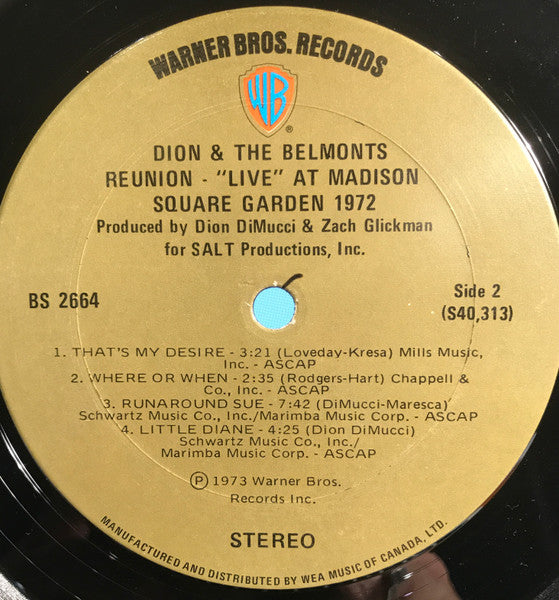 WARNER BROS. RECORDS
WB
®
DION & THE BELMONTS
REUNION - "LIVE" AT MADISON
SQUARE GARDEN 1972
Produced by Dion DiMucci & Zach Glickman
for SALT Productions, Inc.
BS 2664
Side 2
(S40,313)
1. THAT'S MY DESIRE - 3:21 (Loveday-Kresa) Mills Music,
Inc. - ASCAP
2. WHERE OR WHEN - 2:35 (Rodgers-Hart) Chappell &
Co., Inc. - ASCAP
3. RUNAROUND SUE - 7:42 (DiMucci-Maresca)
Schwartz Music Co., Inc./Marimba Music Corp. - ASCAP
4. LITTLE DIANE - 4:25 (Dion DiMucci)
Schwartz Music Co., Inc./
Marimba Music Corp. - ASCAP
Ⓟ 1973 Warner Bros.
Records Inc.
STEREO
MANUFACTURED AND DISTRIBUTED BY WEA MUSIC OF CANADA, LTD.